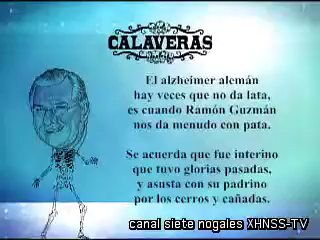 CALAVERAS
El alzheimer alemán
hay veces que no da lata,
es cuando Ramón Guzmán
nos da menudo con pata.
Se acuerda que fue interino
que tuvo glorias pasadas,
y asusta con su padrino
por los cerros y cañadas.
canal siete nogales XHNSS-TV